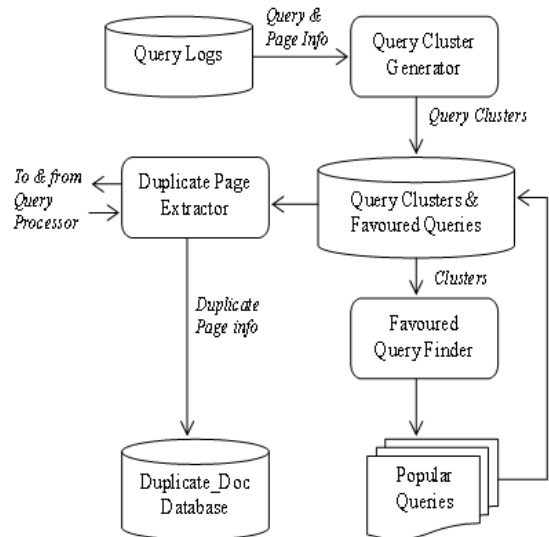 Query &
Page Info
Query Logs
Query Cluster
Generator
Query Clusters
To & from
Query
Processor
Duplicate Page
Extractor
Query Clusters &
Favoured Queries
Clusters
Duplicate
Page info
Favoured
Query Finder
Duplicate_Doc
Database
Popular
Queries